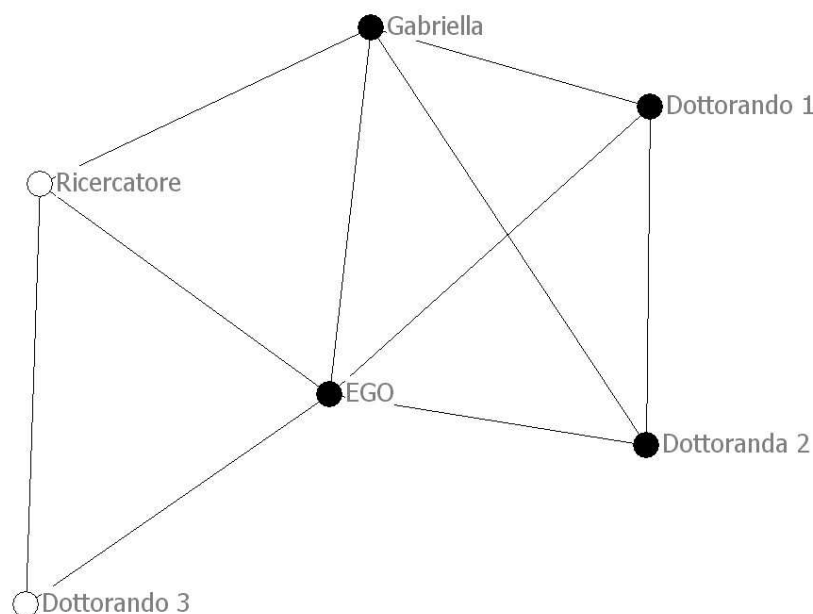 Gabriella
Dottorando 1
Ricercatore
EGO
Dottoranda 2
Dottorando 3